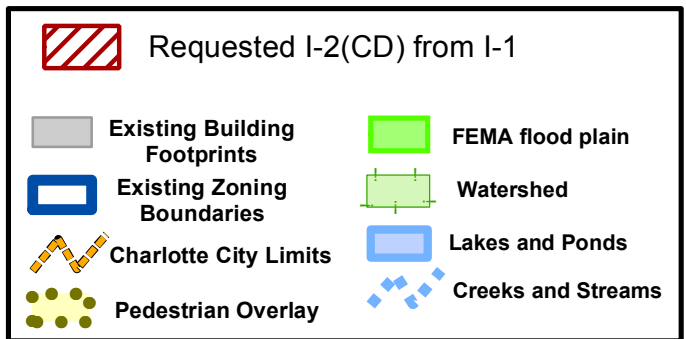 Requested I-2(CD) from I-1
Existing Building
Footprints
Existing Zoning
Boundaries
Charlotte City Limits
Pedestrian Overlay
FEMA flood plain
Watershed
Lakes and Ponds
Creeks and Streams